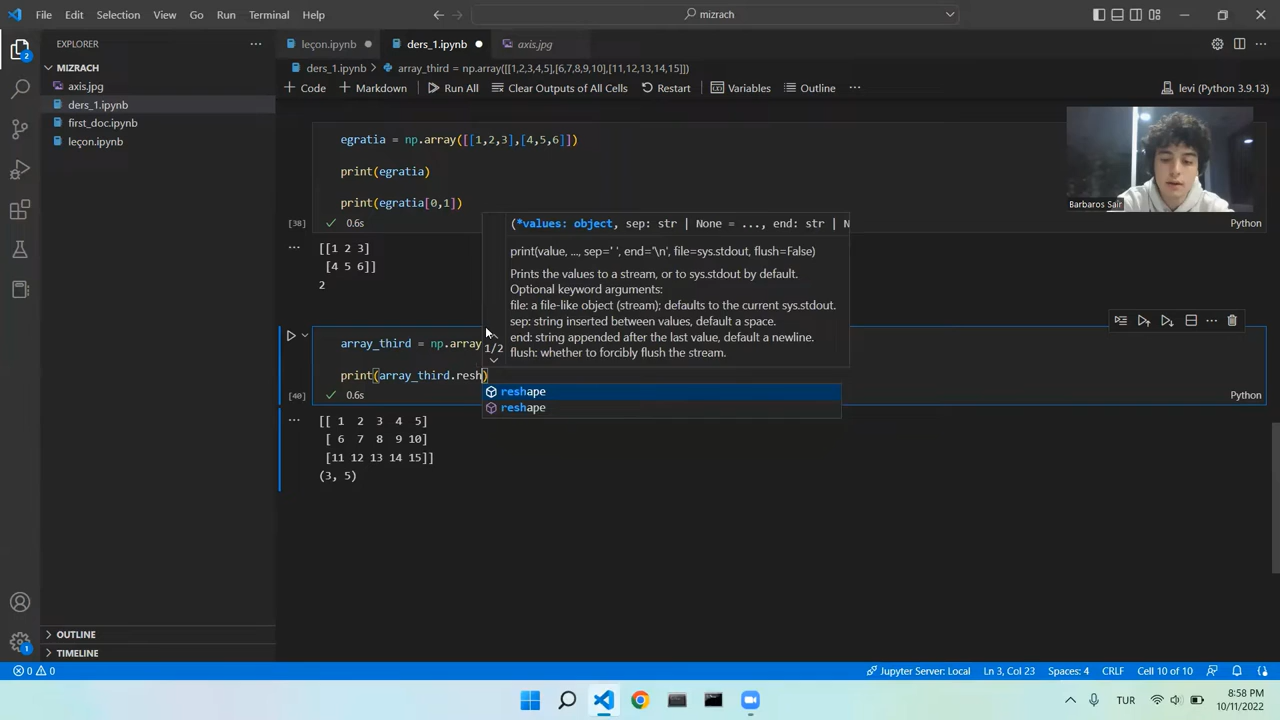 File Edit Selection View Go Run Terminal Help
mizrach
EXPLORER
leçon.ipynb
ders_1.ipynb
axis.jpg
MIZRACH
axis.jpg
ders_1.ipynb
first_doc.ipynb
leçon.ipynb
ders_1.ipynb > array_third = np.array([[1,2,3,4,5],[6,7,8,9,10],[11,12,13,14,15]])
Code Markdown Run All Clear Outputs of All Cells Restart Variables Outline
levi (Python 3.9.13)
egratia = np.array([[1,2,3],[4,5,6]])
print(egratia)
print(egratia[0,1])
[38] 0.6s
Python
Barbaros Sair
[[1 2 3]
[4 5 6]]
2
(*values: object, sep: str | None = ..., end: str | N
print(value, ..., sep=' ', end='\n', file=sys.stdout, flush=False)
Prints the values to a stream, or to sys.stdout by default.
Optional keyword arguments:
file: a file-like object (stream); defaults to the current sys.stdout.
sep: string inserted between values, default a space.
end: string appended after the last value, default a newline.
flush: whether to forcibly flush the stream.
1/2
array_third = np.array
print(array_third.resh)
[40] 0.6s
Python
reshape
reshape
[[ 1 2 3 4 5]
[ 6 7 8 9 10]
[11 12 13 14 15]]
(3, 5)
OUTLINE
TIMELINE
0 0
Jupyter Server: Local Ln 3, Col 23 Spaces: 4 CRLF Cell 10 of 10
2
1
TUR
8:58 PM
10/11/2022